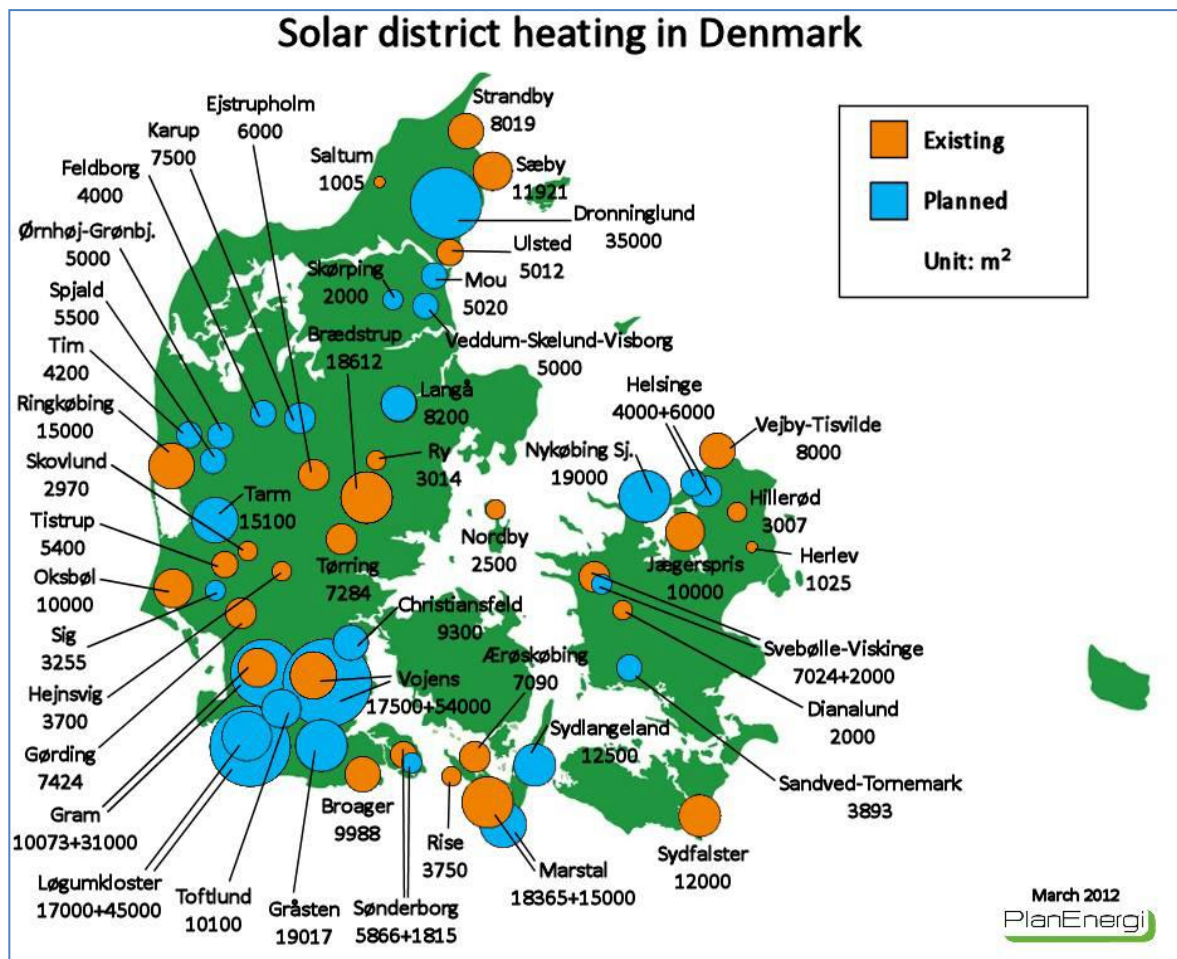 Solar district heating in Denmark
Existing
Planned
Unit: m²
Strandby
8019
Sæby
11921
Saltum
1005
Dronninglund
35000
Ulsted
5012
Mou
5020
Veddum-Skelund-Visborg
5000
Skørping
2000
Ejstrupholm
6000
Karup
7500
Feldborg
4000
Ørnhøj-Grønbj.
5000
Spjald
5500
Tim
4200
Ringkøbing
15000
Skovlund
2970
Tistrup
5400
Oksbøl
10000
Sig
3255
Hejnsvig
3700
Gørding
7424
Gram
10073+31000
Løgumkloster
17000+45000
Toftlund
10100
Gråsten
19017
Sønderborg
5866+1815
Broager
9988
Rise
3750
Marstal
18365+15000
Brædstrup
18612
Langå
8200
Ry
3014
Tarm
15100
Tørring
7284
Nordby
2500
Christiansfeld
9300
Vojens
17500+54000
Ærøskøbing
7090
Sydlangeland
12500
Helsinge
4000+6000
Vejby-Tisvilde
8000
Nykøbing Sj.
19000
Hillerød
3007
Jægerspris
10000
Herlev
1025
Svebølle-Viskinge
7024+2000
Dianalund
2000
Sandved-Tornemark
3893
Sydfalster
12000
March 2012
PlanEnergi